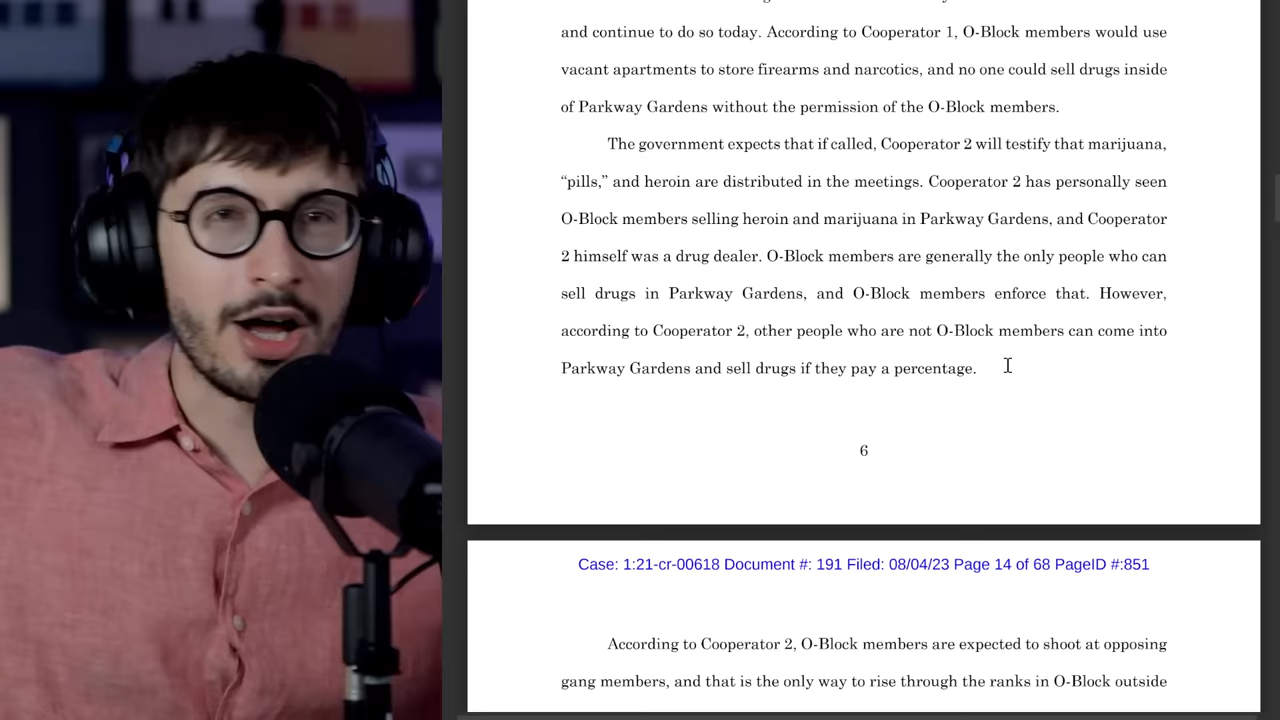 and continue to do so today. According to Cooperator 1, O-Block members would use
vacant apartments to store firearms and narcotics, and no one could sell drugs inside
of Parkway Gardens without the permission of the O-Block members.
The government expects that if called, Cooperator 2 will testify that marijuana,
“pills,” and heroin are distributed in the meetings. Cooperator 2 has personally seen
O-Block members selling heroin and marijuana in Parkway Gardens, and Cooperator
2 himself was a drug dealer. O-Block members are generally the only people who can
sell drugs in Parkway Gardens, and O-Block members enforce that. However,
according to Cooperator 2, other people who are not O-Block members can come into
Parkway Gardens and sell drugs if they pay a percentage.
6
Case: 1:21-cr-00618 Document #: 191 Filed: 08/04/23 Page 14 of 68 PageID #:851
According to Cooperator 2, O-Block members are expected to shoot at opposing
gang members, and that is the only way to rise through the ranks in O-Block outside